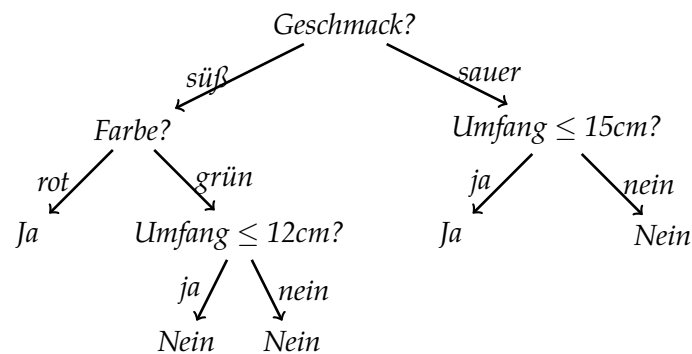 Geschmack?
süß sauer
Farbe? Umfang ≤ 15cm?
rot grün ja nein
Ja Umfang ≤ 12cm? Ja Nein
ja nein
Nein Nein